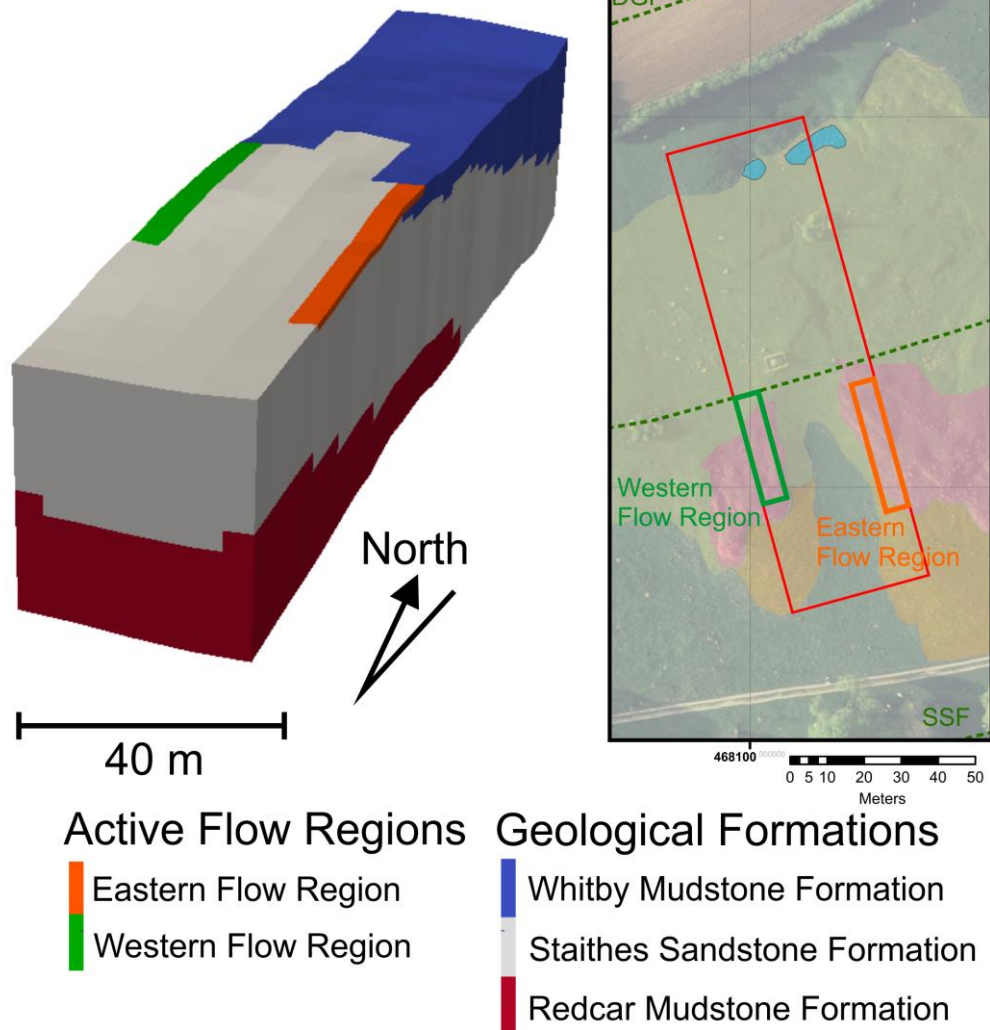 North
40 m
Western
Flow Region
Eastern
Flow Region
SSF
468100
0 5 10 20 30 40 50
Meters
Active Flow Regions
Eastern Flow Region
Western Flow Region
Geological Formations
Whitby Mudstone Formation
Staithes Sandstone Formation
Redcar Mudstone Formation